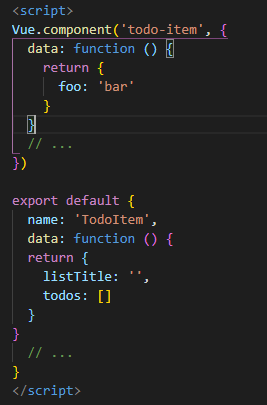 <script>
Vue.component('todo-item', {
  data: function () {
    return {
      foo: 'bar'
    }
  }
  // ...
})

export default {
  name: 'TodoItem',
  data: function () {
  return {
    listTitle: '',
    todos: []
  }
}
  // ...
}
</script>